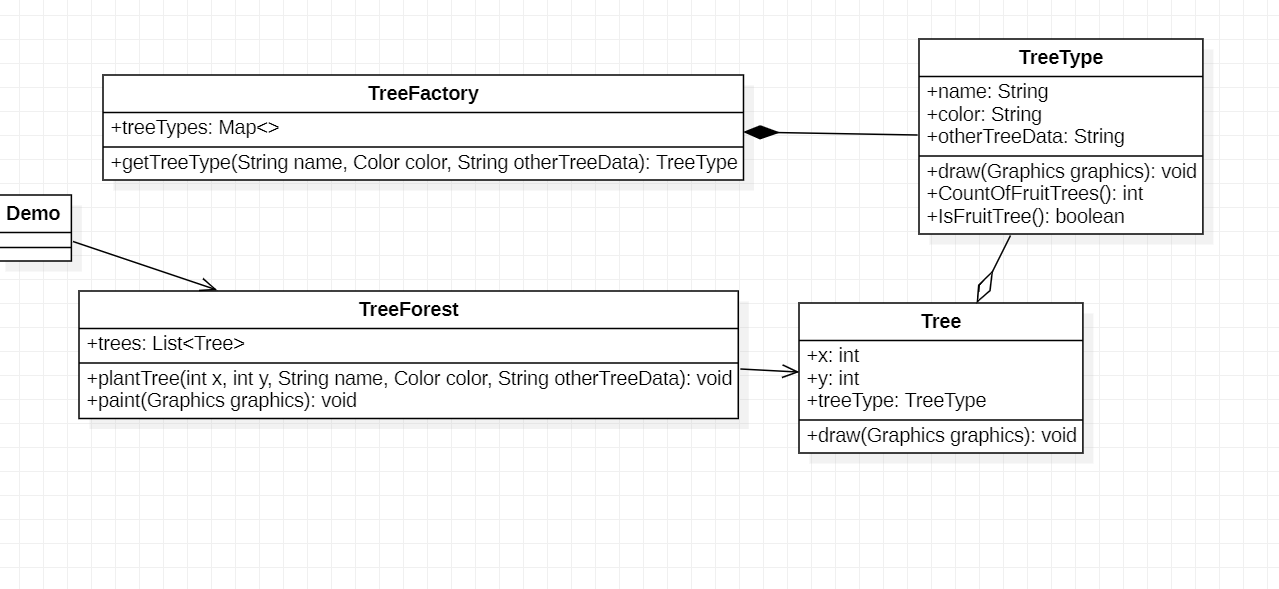 TreeFactory
+treeTypes: Map<>
+getTreeType(String name, Color color, String otherTreeData): TreeType
TreeType
+name: String
+color: String
+otherTreeData: String
+draw(Graphics graphics): void
+CountOfFruitTrees(): int
+IsFruitTree(): boolean
Demo
TreeForest
+trees: List<Tree>
+plantTree(int x, int y, String name, Color color, String otherTreeData): void
+paint(Graphics graphics): void
Tree
+x: int
+y: int
+treeType: TreeType
+draw(Graphics graphics): void